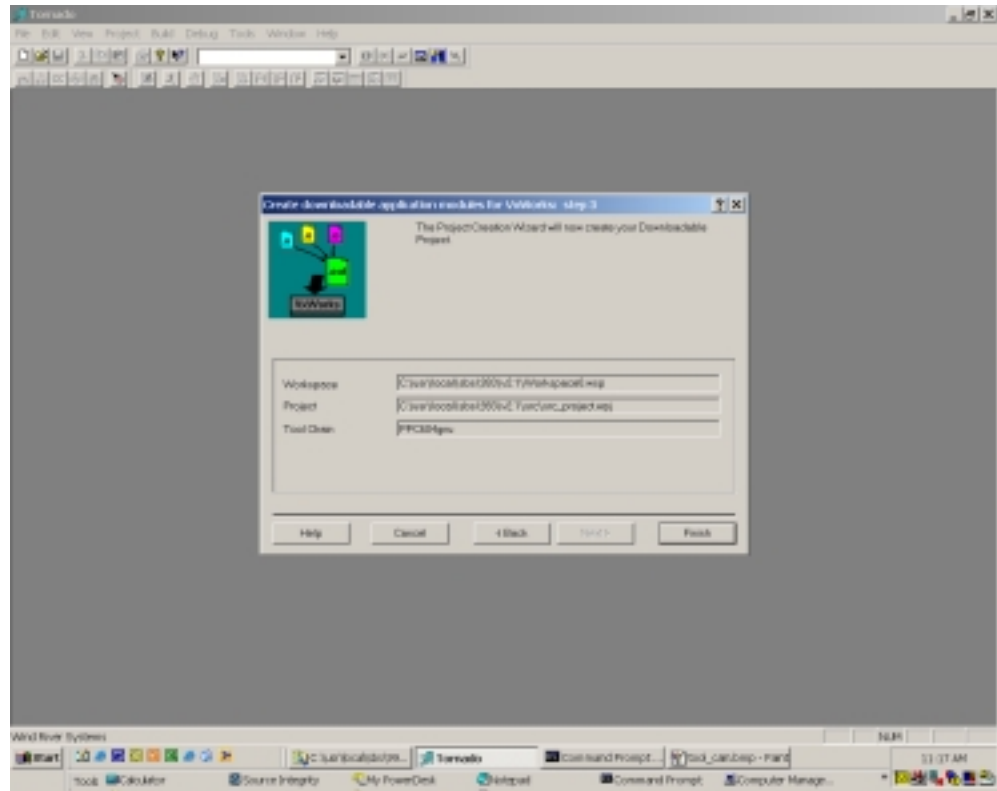 Tornado
File Edit View Project Build Debug Tools Window Help
Create downloadable application modules for VxWorks: step 3
The Project Creation Wizard will now create your Downloadable
Project.
VxWorks
Workspace
Project
Tool Chain
Help Cancel < Back Next > Finish
Wind River Systems
NUM
Start Tornado Command Prompt... - Paint 11:17 AM
Tools Calculator Source Integrity My PowerDesk Notepad Command Prompt Computer Manage...